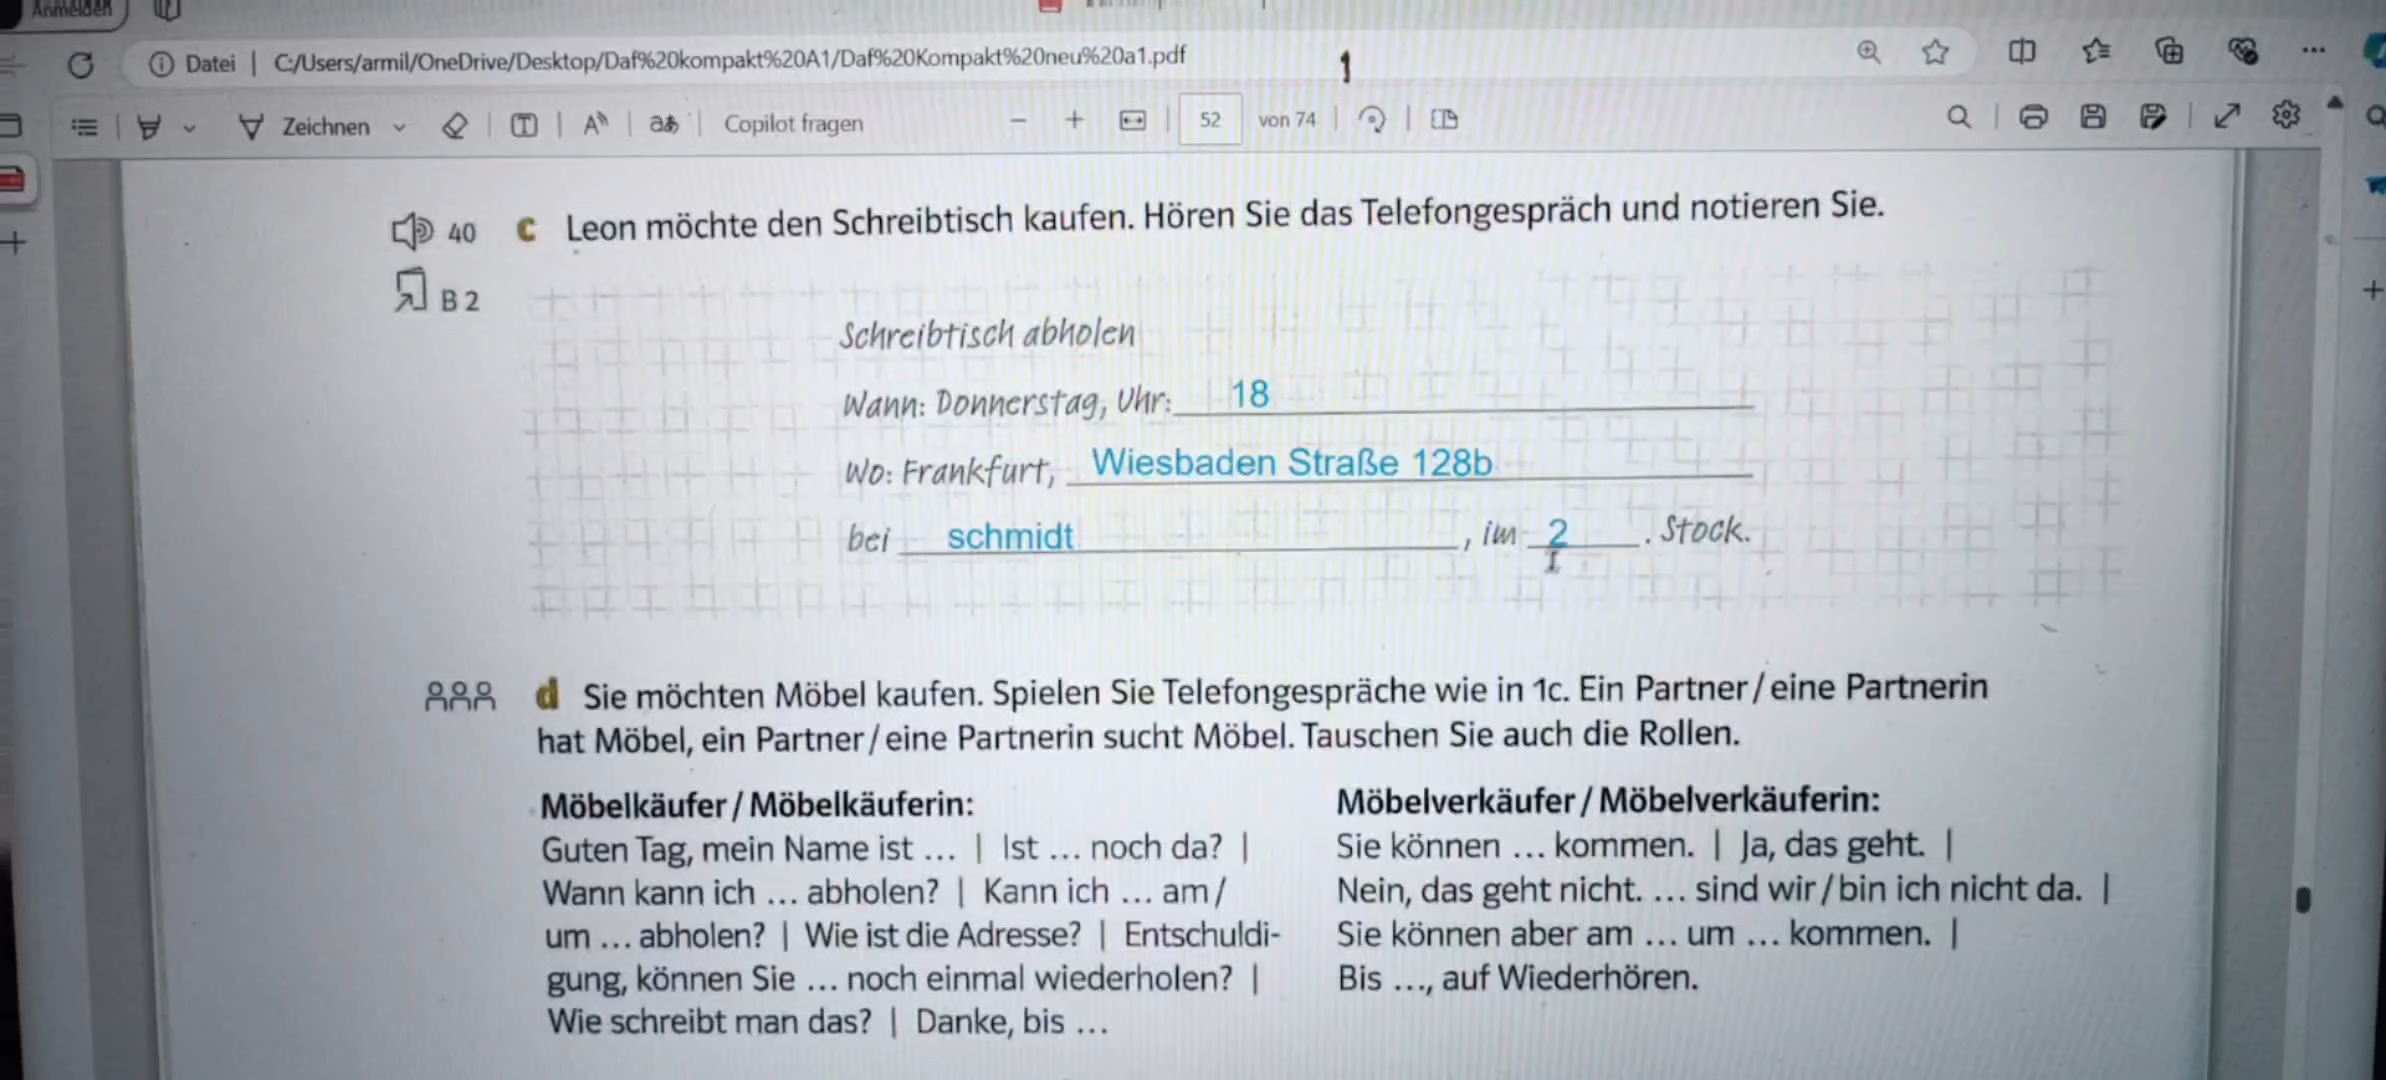 Anmelden
Datei | C:/Users/armil/OneDrive/Desktop/Daf%20kompakt%20A1/Daf%20Kompakt%20neu%20a1.pdf
1
Zeichnen
aあ
Copilot fragen
52 von 74
40 c Leon möchte den Schreibtisch kaufen. Hören Sie das Telefongespräch und notieren Sie.
B 2
Schreibtisch abholen
Wann: Donnerstag, Uhr: 18
Wo: Frankfurt, Wiesbaden Straße 128b
bei schmidt, im 2. Stock.
d Sie möchten Möbel kaufen. Spielen Sie Telefongespräche wie in 1c. Ein Partner/eine Partnerin
hat Möbel, ein Partner/eine Partnerin sucht Möbel. Tauschen Sie auch die Rollen.
Möbelkäufer/Möbelkäuferin:
Guten Tag, mein Name ist … | Ist … noch da? |
Wann kann ich … abholen? | Kann ich … am/
um … abholen? | Wie ist die Adresse? | Entschuldi-
gung, können Sie … noch einmal wiederholen? |
Wie schreibt man das? | Danke, bis …
Möbelverkäufer/Möbelverkäuferin:
Sie können … kommen. | Ja, das geht. |
Nein, das geht nicht. … sind wir/bin ich nicht da. |
Sie können aber am … um … kommen. |
Bis …, auf Wiederhören.